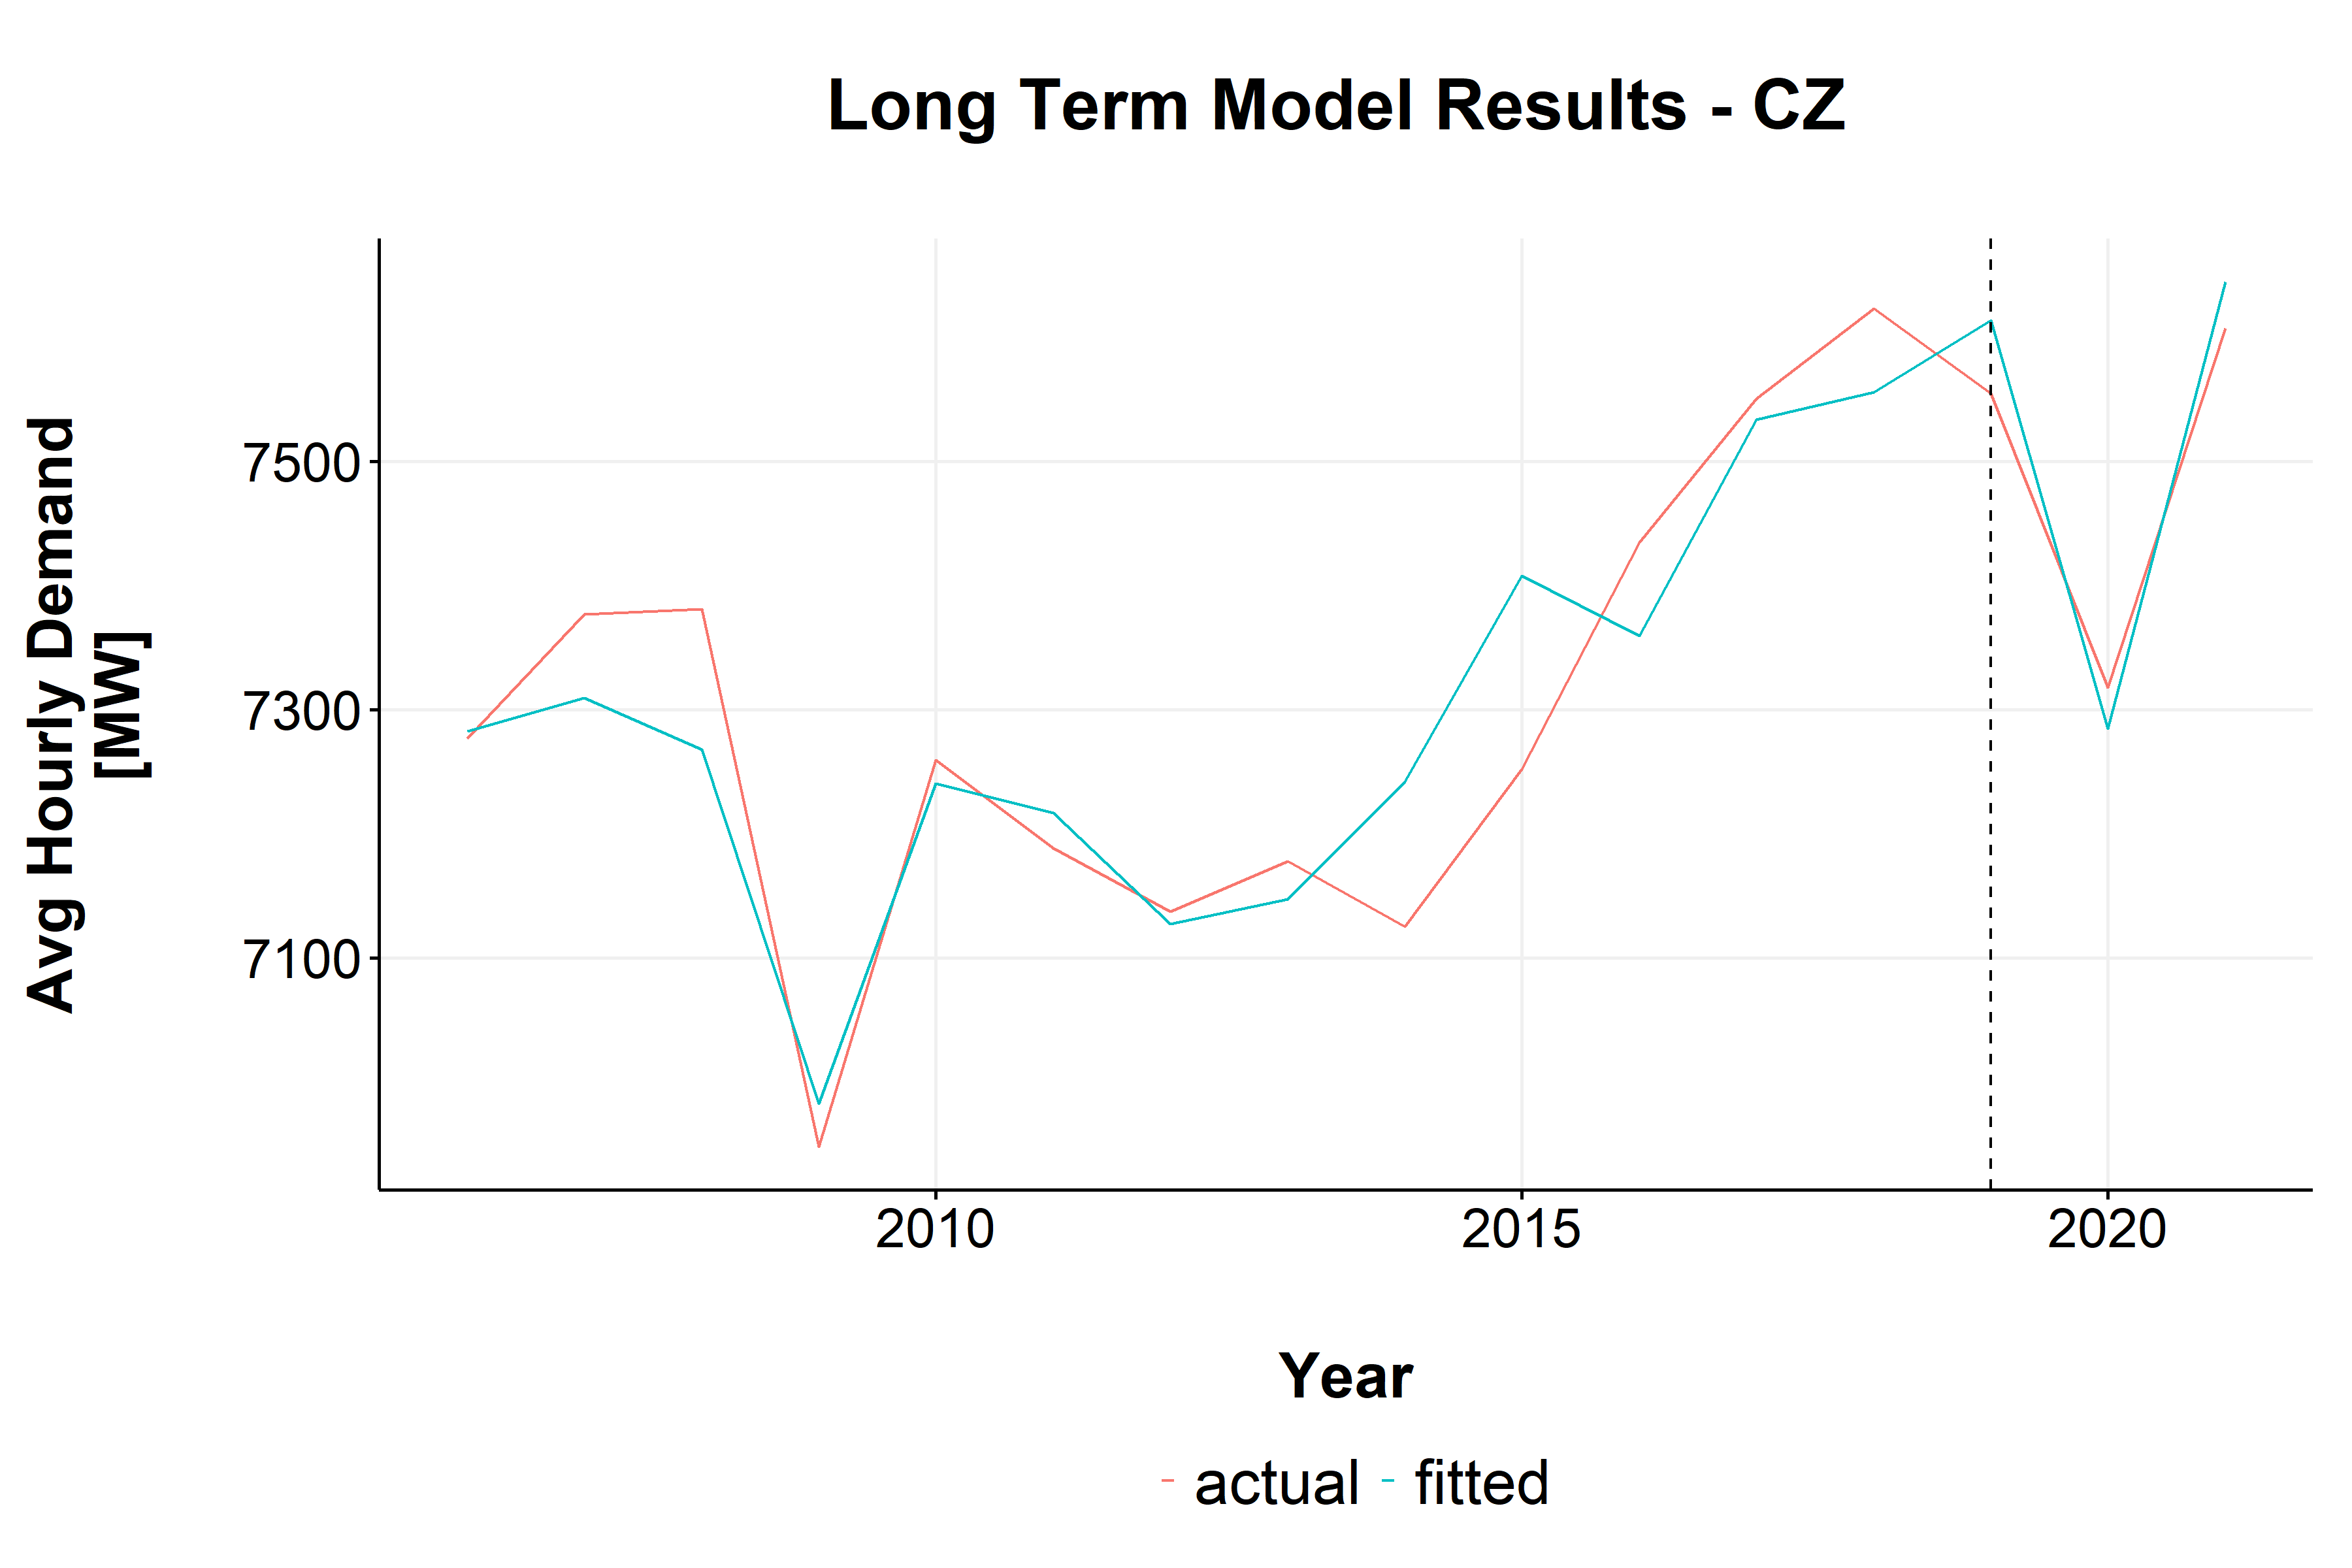 Long Term Model Results - CZ
Avg Hourly Demand
[MW]
7500
7300
7100
2010 2015 2020
Year
actual fitted